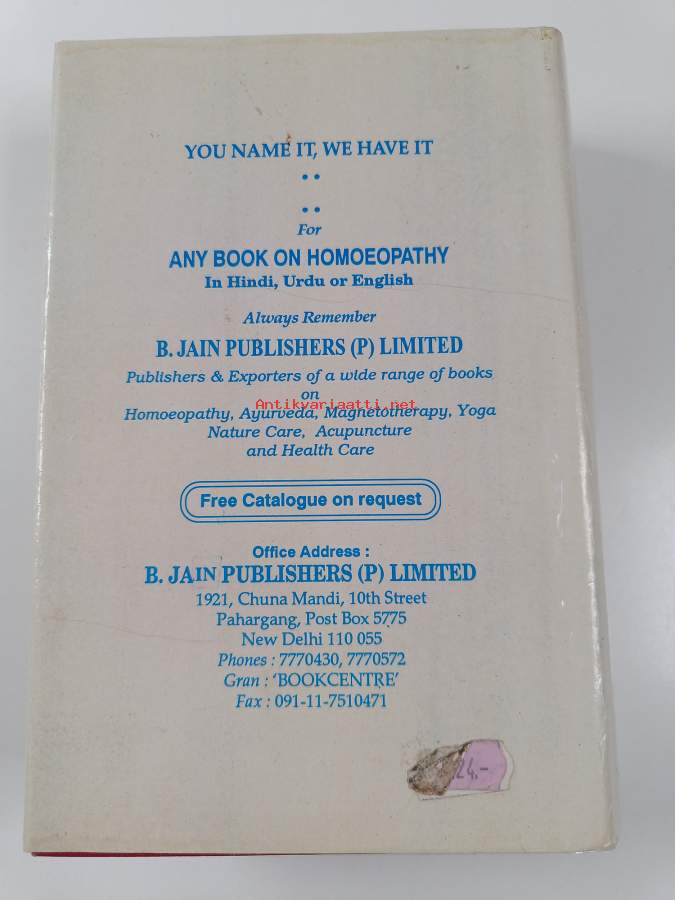 YOU NAME IT, WE HAVE IT
For
ANY BOOK ON HOMOEOPATHY
In Hindi, Urdu or English
Always Remember
B. JAIN PUBLISHERS (P) LIMITED
Publishers & Exporters of a wide range of books
on
Antikvariaatti.net
Homoeopathy, Ayurveda, Magnetotherapy, Yoga
Nature Care, Acupuncture
and Health Care
Free Catalogue on request
Office Address :
B. JAIN PUBLISHERS (P) LIMITED
1921, Chuna Mandi, 10th Street
Pahargang, Post Box 5775
New Delhi 110 055
Phones : 7770430, 7770572
Gran : 'BOOKCENTRE'
Fax : 091-11-7510471
24,-